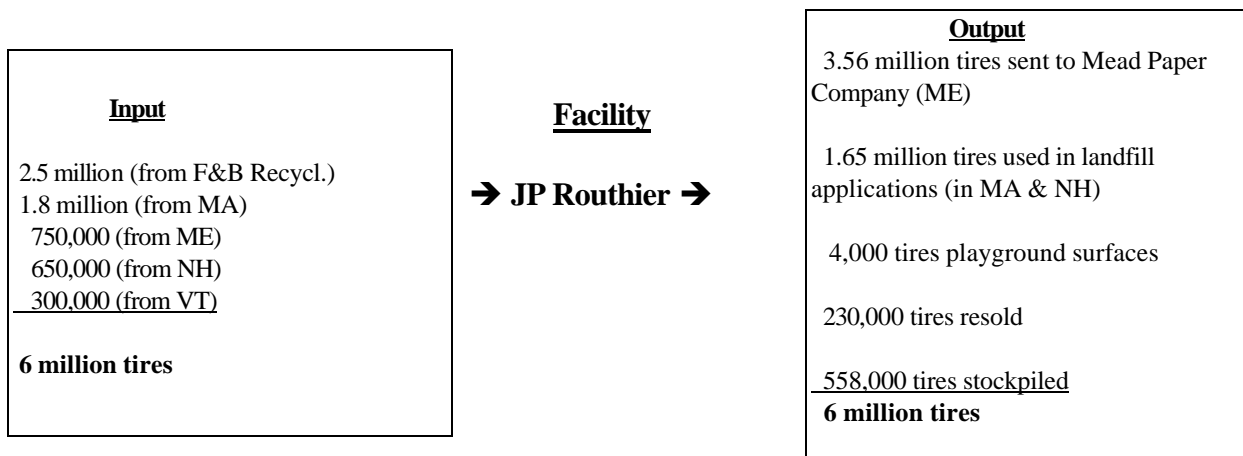 Input
2.5 million (from F&B Recycl.)
1.8 million (from MA)
750,000 (from ME)
650,000 (from NH)
300,000 (from VT)
6 million tires
Facility
➔ JP Routhier ➔
Output
3.56 million tires sent to Mead Paper
Company (ME)
1.65 million tires used in landfill
applications (in MA & NH)
4,000 tires playground surfaces
230,000 tires resold
558,000 tires stockpiled
6 million tires